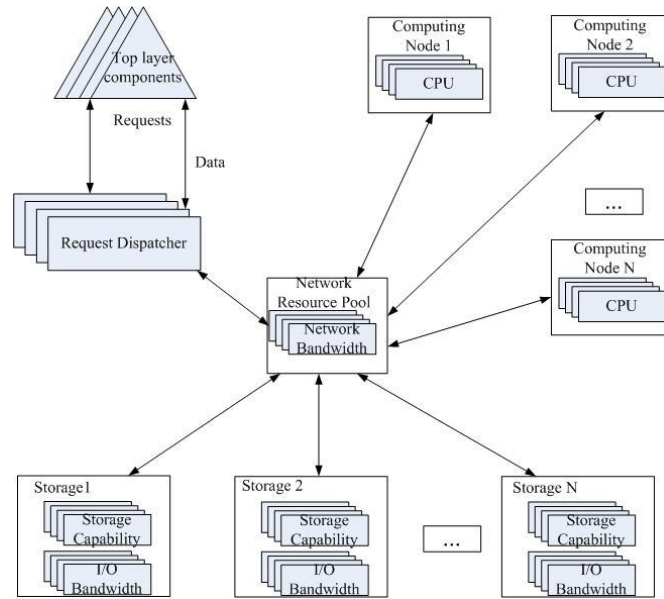 Top layer
components
Requests
Data
Request Dispatcher
Computing
Node 1
CPU
Computing
Node 2
CPU
...
Computing
Node N
CPU
Network
Resource Pool
Network
Bandwidth
Storage1
Storage
Capability
I/O
Bandwidth
Storage 2
Storage
Capability
I/O
Bandwidth
...
Storage N
Storage
Capability
I/O
Bandwidth